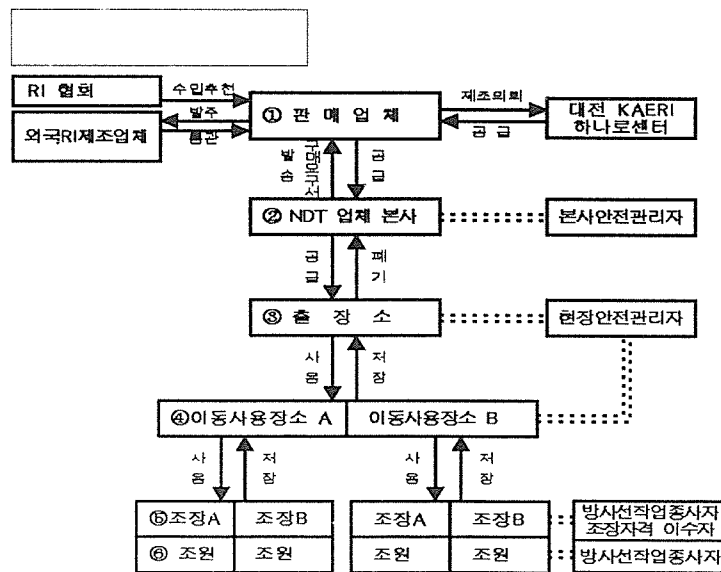 RI 협회
수입추천
① 판 매 업 체
제조의뢰
대전 KAERI
하나로센터
외국RI제조업체
발주
통관
공급
구매요구서
발송
공급
② NDT 업체 본사
본사안전관리자
공급
폐기
③ 출 장 소
현장안전관리자
사용
저장
④이동사용장소 A
이동사용장소 B
사용
저장
사용
저장
⑤조장A
조장B
조장A
조장B
방사선작업종사자
조장자격 이수자
⑥ 조원
조원
조원
조원
방사선작업종사자